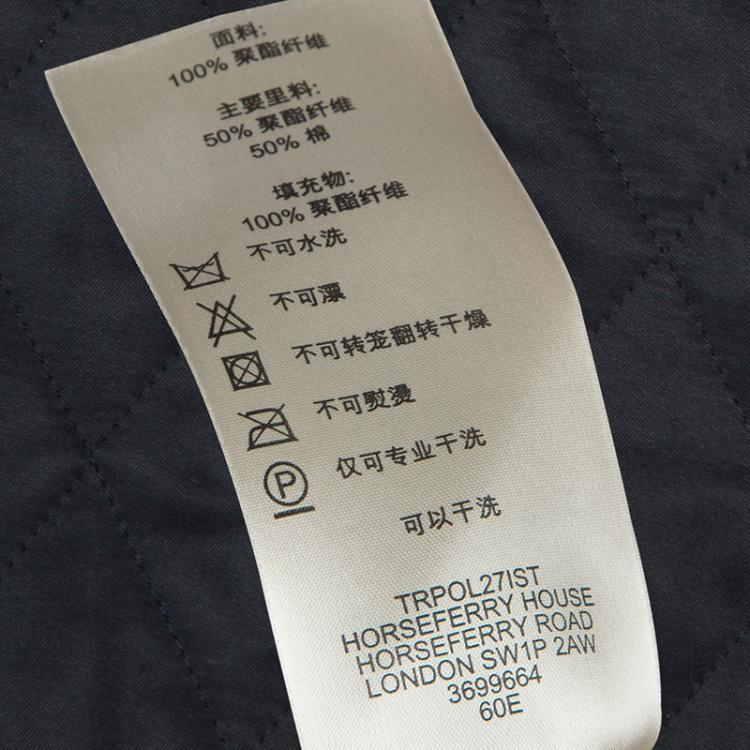 面料:
100% 聚酯纤维
主要里料:
50% 聚酯纤维
50% 棉
填充物:
100% 聚酯纤维
不可水洗
不可漂
不可转笼翻转干燥
不可熨烫
P
仅可专业干洗
可以干洗
TRPOL27IST
HORSEFERRY HOUSE
HORSEFERRY ROAD
LONDON SW1P 2AW
3699664
60E